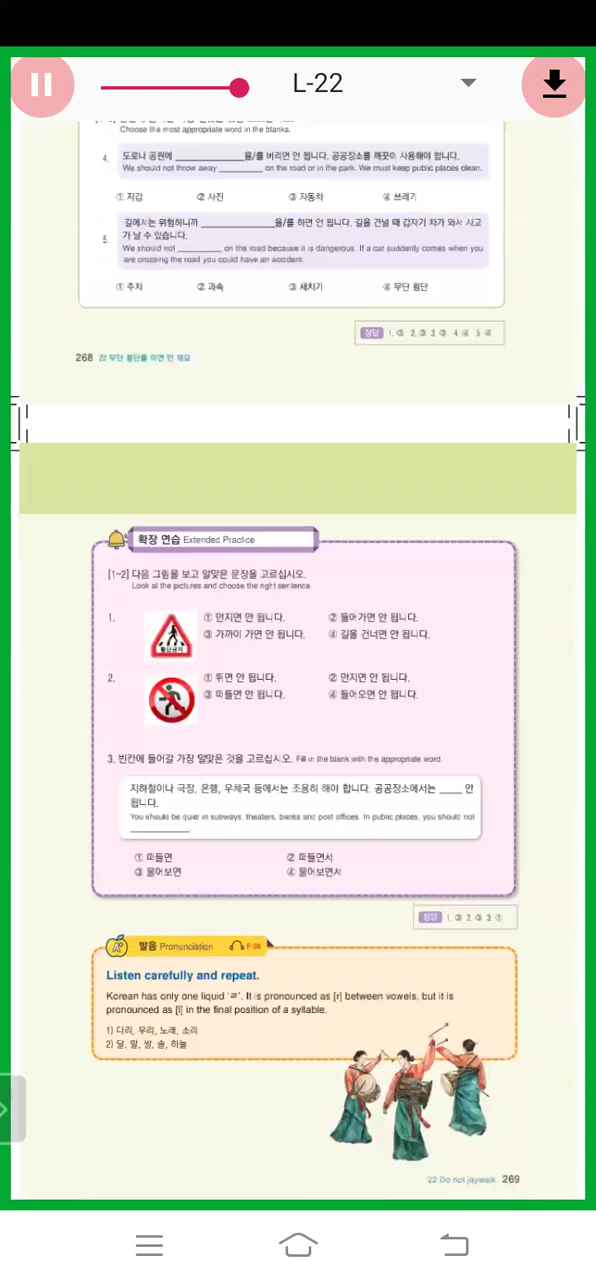 L-22
Choose the most appropriate word in the blanks.
4. 도로나 공원에 ____________을/를 버리면 안 됩니다. 공공장소를 깨끗이 사용해야 합니다.
We should not throw away ________ on the road or in the park. We must keep public places clean.
① 지갑 ② 사진 ③ 자동차 ④ 쓰레기
길에서는 위험하니까 ____________을/를 하면 안 됩니다. 길을 건널 때 갑자기 차가 와서 사고
5. 가 날 수 있습니다.
We should not ________ on the road because it is dangerous. If a car suddenly comes when you
are crossing the road you could have an accident.
① 주차 ② 과속 ③ 새치기 ④ 무단 횡단
정답 4. ④ 5. ④
268 22 무단 횡단을 하면 안 돼요
확장 연습 Extended Practice
[1~2] 다음 그림을 보고 알맞은 문장을 고르십시오.
Look at the pictures and choose the right sentence
1. ① 만지면 안 됩니다. ② 들어가면 안 됩니다.
③ 가까이 가면 안 됩니다. ④ 길을 건너면 안 됩니다.
횡단금지
2. ① 뛰면 안 됩니다. ② 만지면 안 됩니다.
③ 떠들면 안 됩니다. ④ 들어오면 안 됩니다.
3. 빈칸에 들어갈 가장 알맞은 것을 고르십시오. Fill in the blank with the appropriate word.
지하철이나 극장, 은행, 우체국 등에서는 조용히 해야 합니다. 공공장소에서는 _____ 안
됩니다.
You should be quiet in subways, theaters, banks and post offices. In public places, you should not
____________.
① 떠들면 ② 떠들면서
③ 물어보면 ④ 물어보면서
정답
A+ 발음 Pronunciation
Listen carefully and repeat.
Korean has only one liquid 'ㄹ'. It is pronounced as [r] between vowels, but it is
pronounced as [l] in the final position of a syllable.
1) 다리, 우리, 노래, 소리
2) 달, 말, 쌀, 솔, 하늘
22 Do not jaywalk. 269